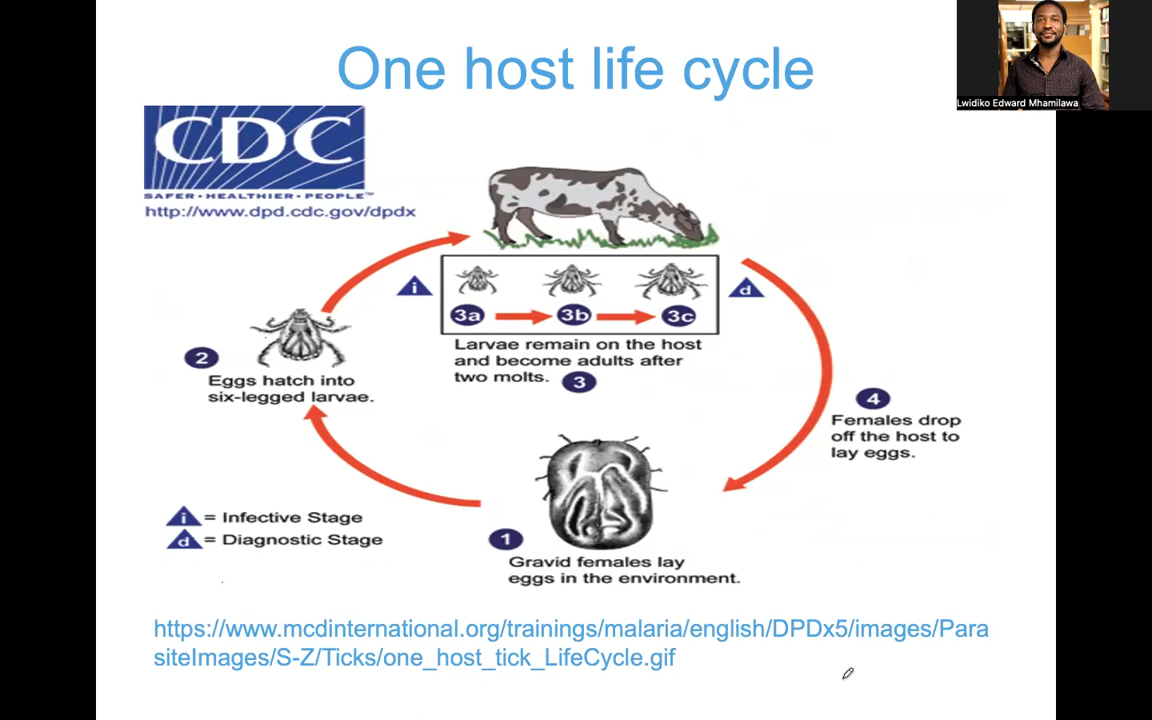 One host life cycle
Lwidiko Edward Mhamilawa
CDC
SAFER·HEALTHIER·PEOPLE™
http://www.dpd.cdc.gov/dpdx
i
d
3a
3b
3c
Larvae remain on the host
and become adults after
two molts. 3
2
Eggs hatch into
six-legged larvae.
4
Females drop
off the host to
lay eggs.
i = Infective Stage
d = Diagnostic Stage
1
Gravid females lay
eggs in the environment.
https://www.mcdinternational.org/trainings/malaria/english/DPDx5/images/Para
siteImages/S-Z/Ticks/one_host_tick_LifeCycle.gif